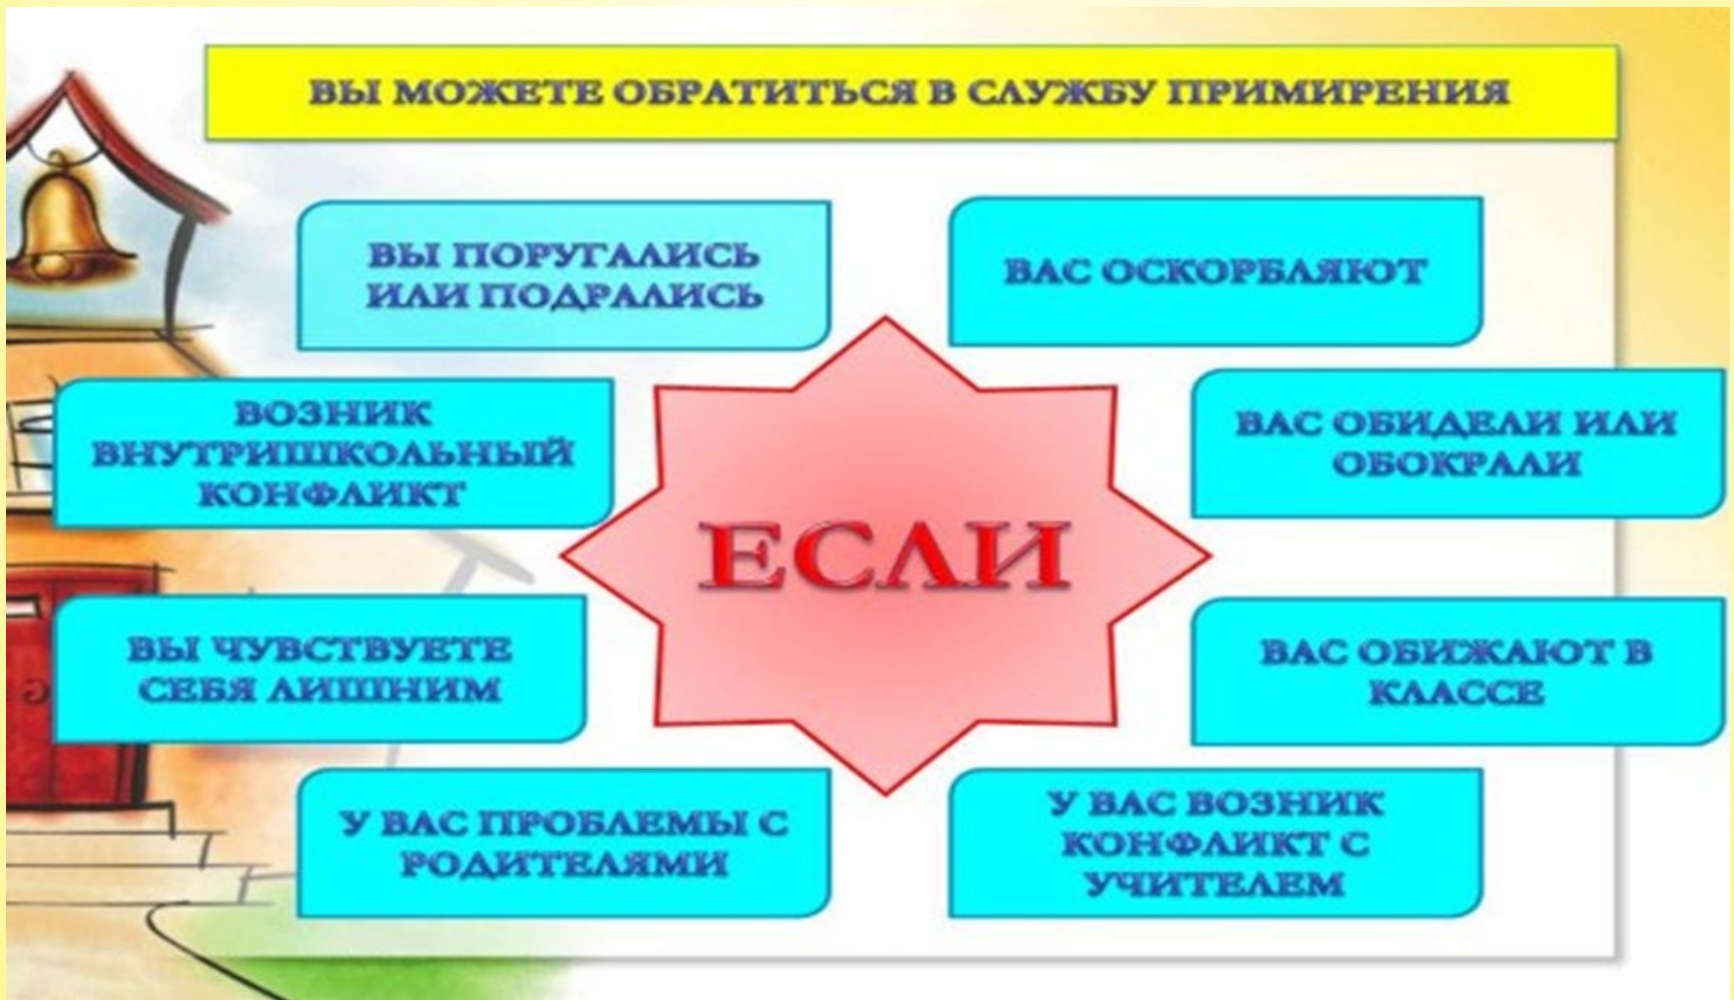 ВЫ МОЖЕТЕ ОБРАТИТЬСЯ В СЛУЖБУ ПРИМИРЕНИЯ
ВЫ ПОРУГАЛИСЬ
ИЛИ ПОДРАЛИСЬ
ВАС ОСКОРБЛЯЮТ
ВОЗНИК
ВНУТРИШКОЛЬНЫЙ
КОНФЛИКТ
ВАС ОБИДЕЛИ ИЛИ
ОБОКРАЛИ
ЕСЛИ
ВЫ ЧУВСТВУЕТЕ
СЕБЯ ЛИШНИМ
ВАС ОБИЖАЮТ В
КЛАССЕ
У ВАС ПРОБЛЕМЫ С
РОДИТЕЛЯМИ
У ВАС ВОЗНИК
КОНФЛИКТ С
УЧИТЕЛЕМ